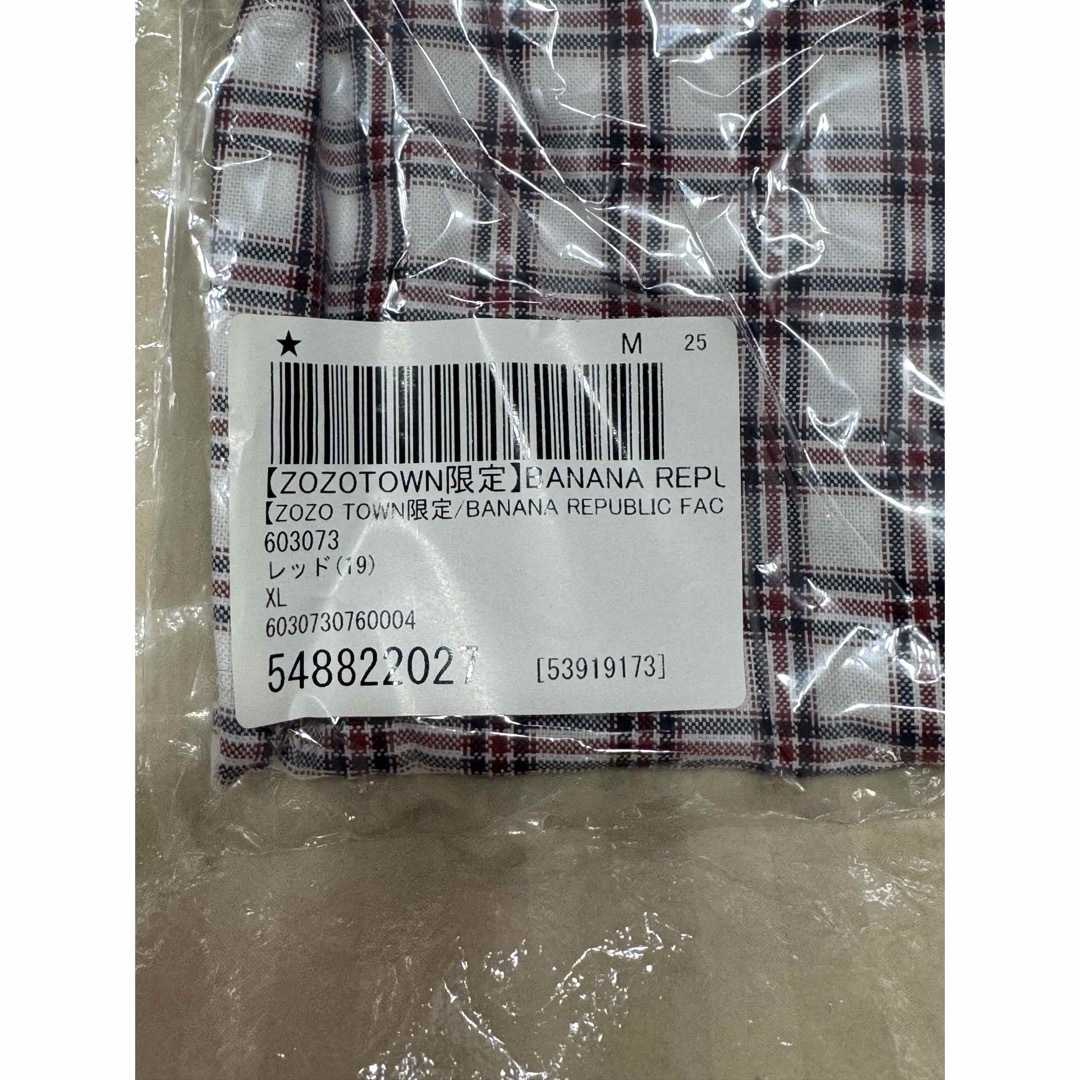 ★ M 25
【ZOZOTOWN限定】BANANA REPU
【ZOZO TOWN限定/BANANA REPUBLIC FAC
603073
レッド(19)
XL
6030730760004
548822027 [53919173]